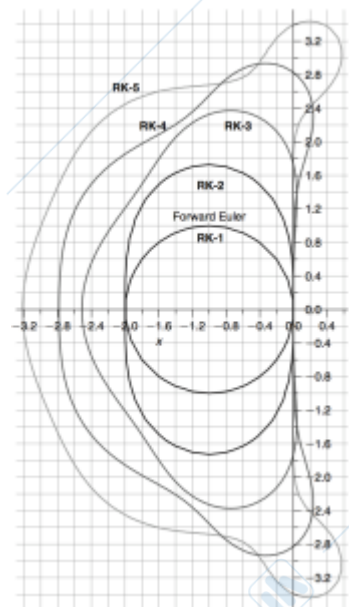 3.2
2.8
RK-5
2.4
RK-4
RK-3
2.0
1.6
RK-2
1.2
Forward Euler
RK-1
0.8
0.4
0.0
-3.2 -2.8 -2.4 -2.0 -1.6 -1.2 -0.8 -0.4 0.0 0.4
x
-0.4
-0.8
-1.2
-1.6
-2.0
-2.4
-2.8
-3.2